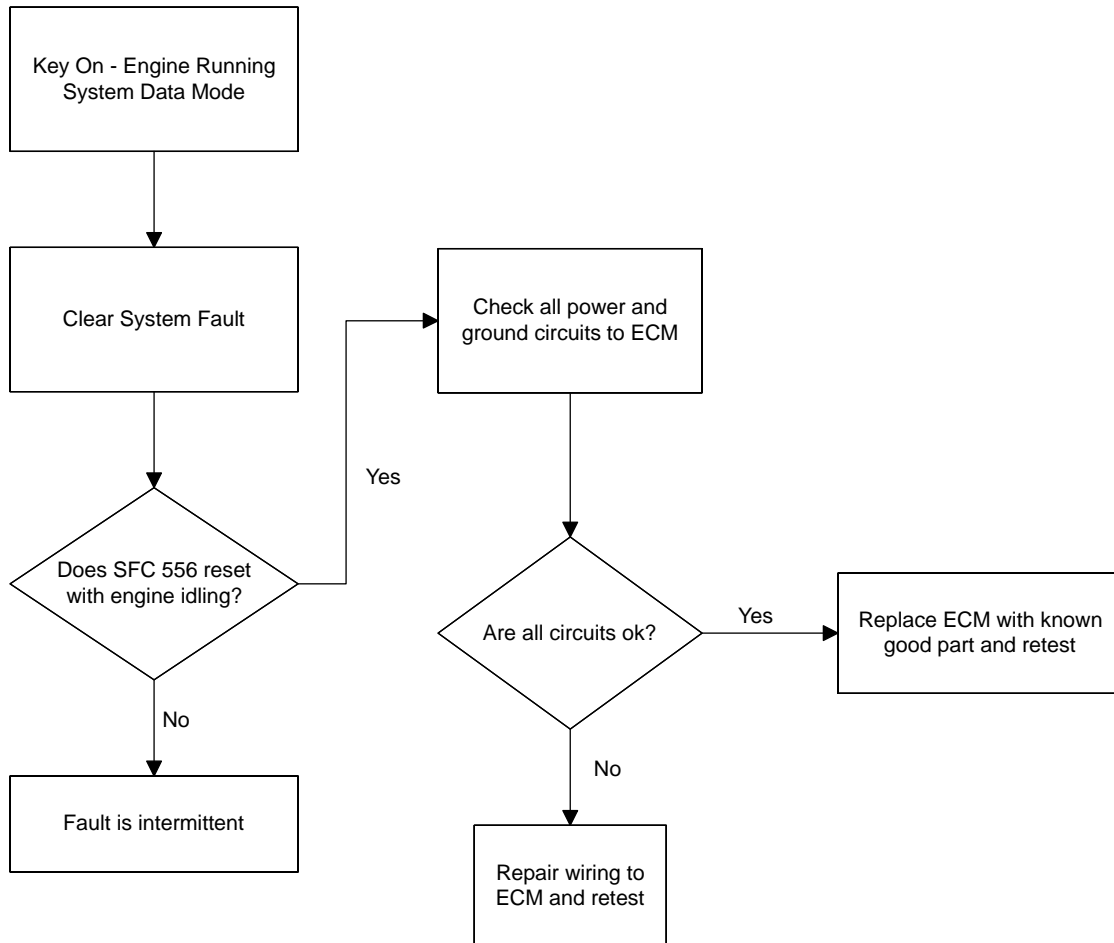 Key On - Engine Running
System Data Mode
Clear System Fault
Does SFC 556 reset
with engine idling?
Yes
No
Fault is intermittent
Check all power and
ground circuits to ECM
Are all circuits ok?
Yes
No
Replace ECM with known
good part and retest
Repair wiring to
ECM and retest